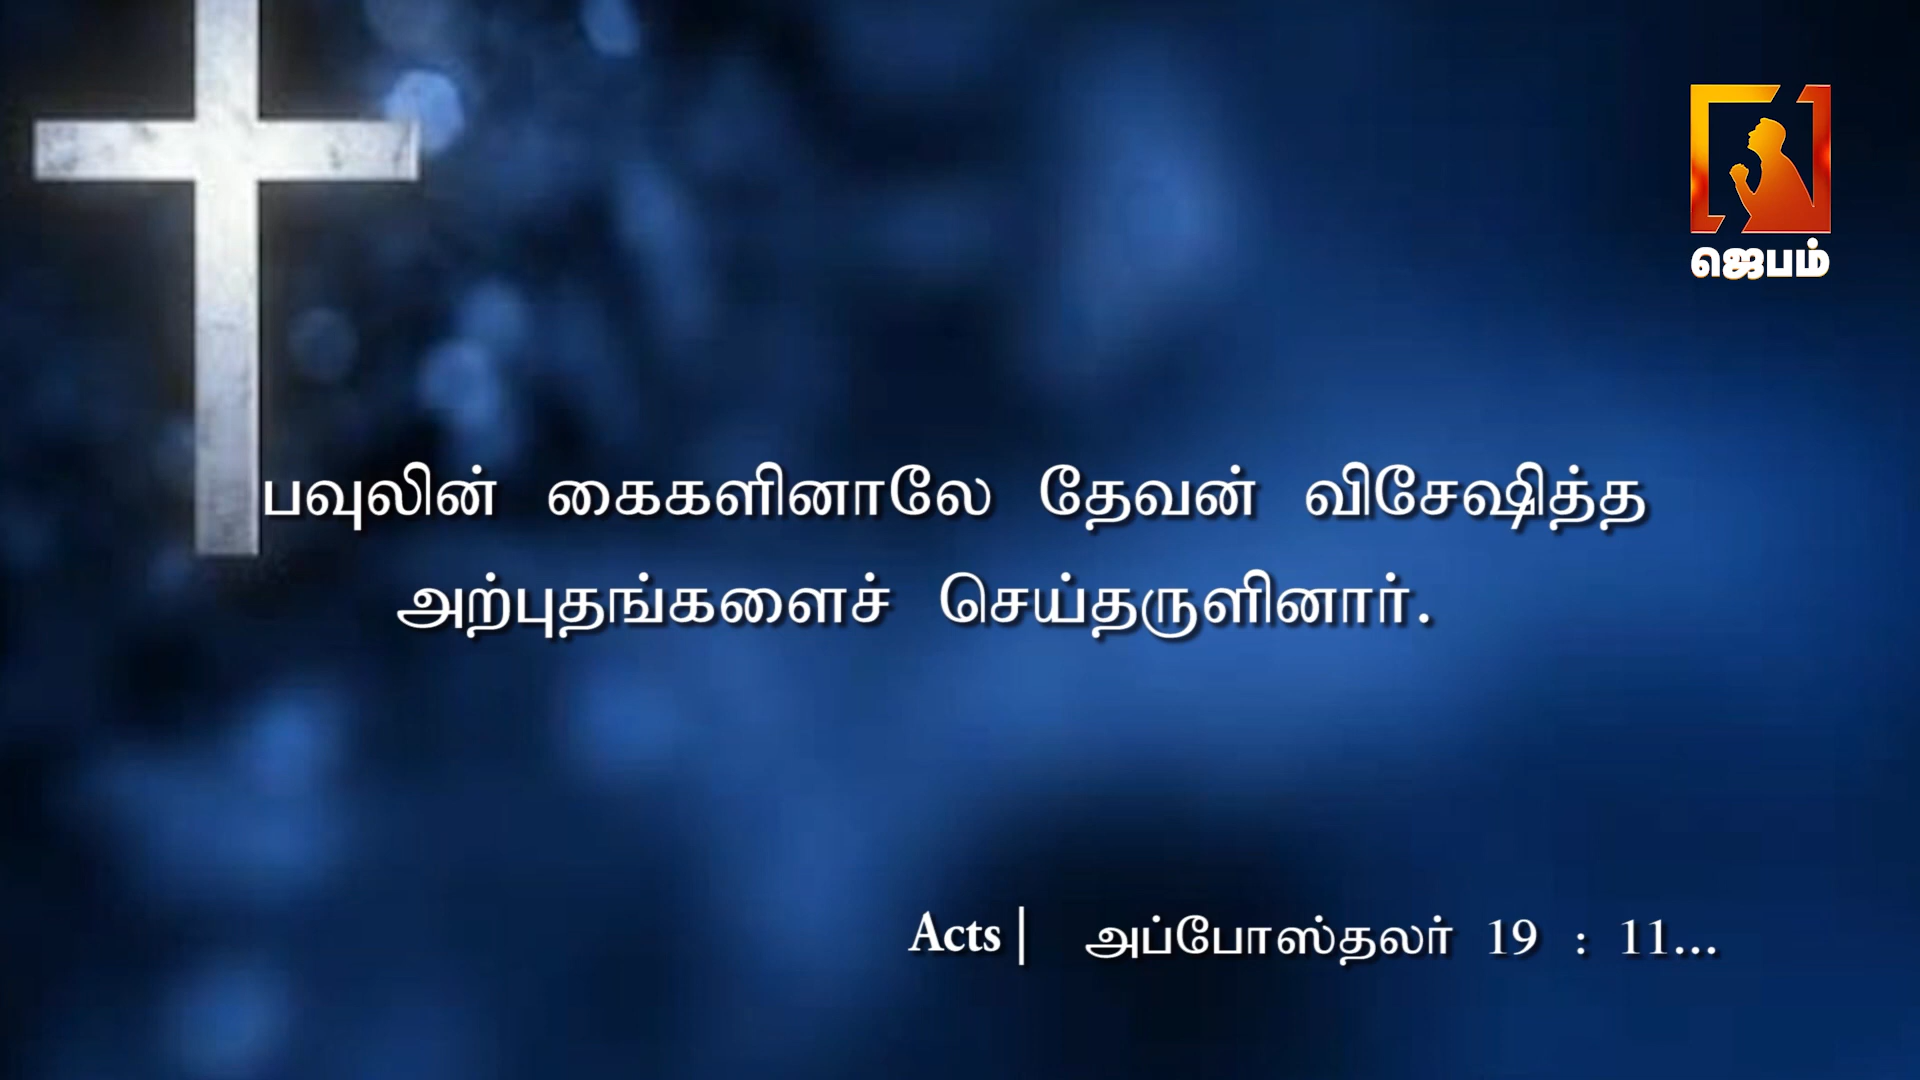 ஜெபம்
பவுலின் கைகளினாலே தேவன் விசேஷித்த
அற்புதங்களைச் செய்தருளினார்.
Acts | அப்போஸ்தலர் 19 : 11...